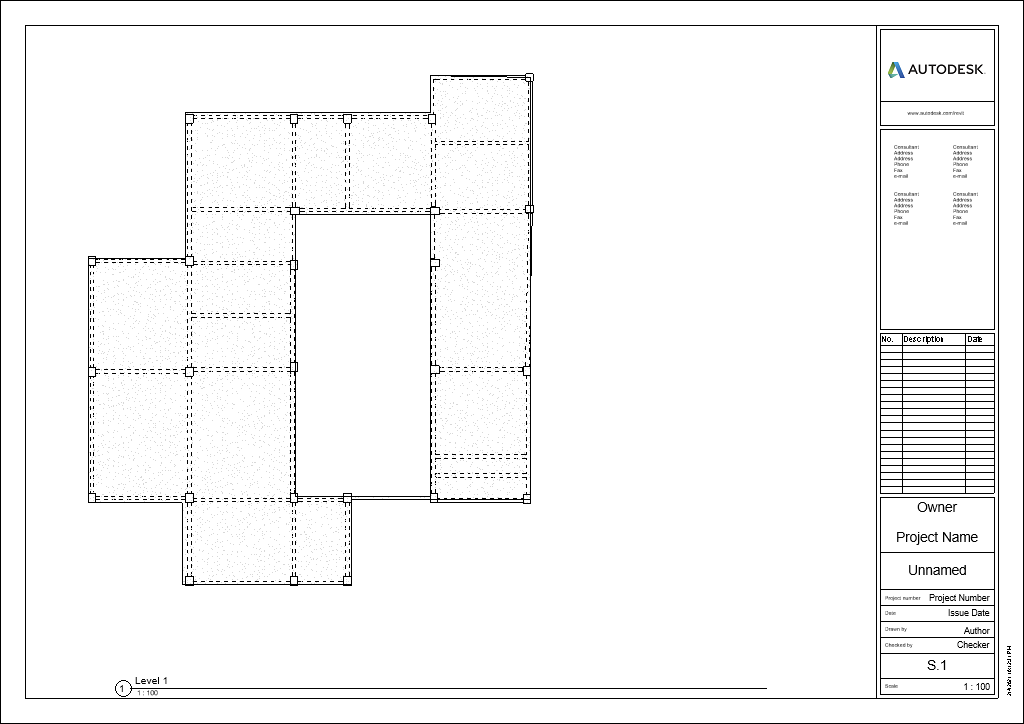 AUTODESK.
www.autodesk.com/revit
Consultant
Address
Address
Phone
Fax
e-mail
Consultant
Address
Address
Phone
Fax
e-mail
Consultant
Address
Address
Phone
Fax
e-mail
Consultant
Address
Address
Phone
Fax
e-mail
No. Description Date
Owner
Project Name
Unnamed
Project number Project Number
Date Issue Date
Drawn by Author
Checked by Checker
S.1
Scale 1 : 100
1 Level 1
1 : 100